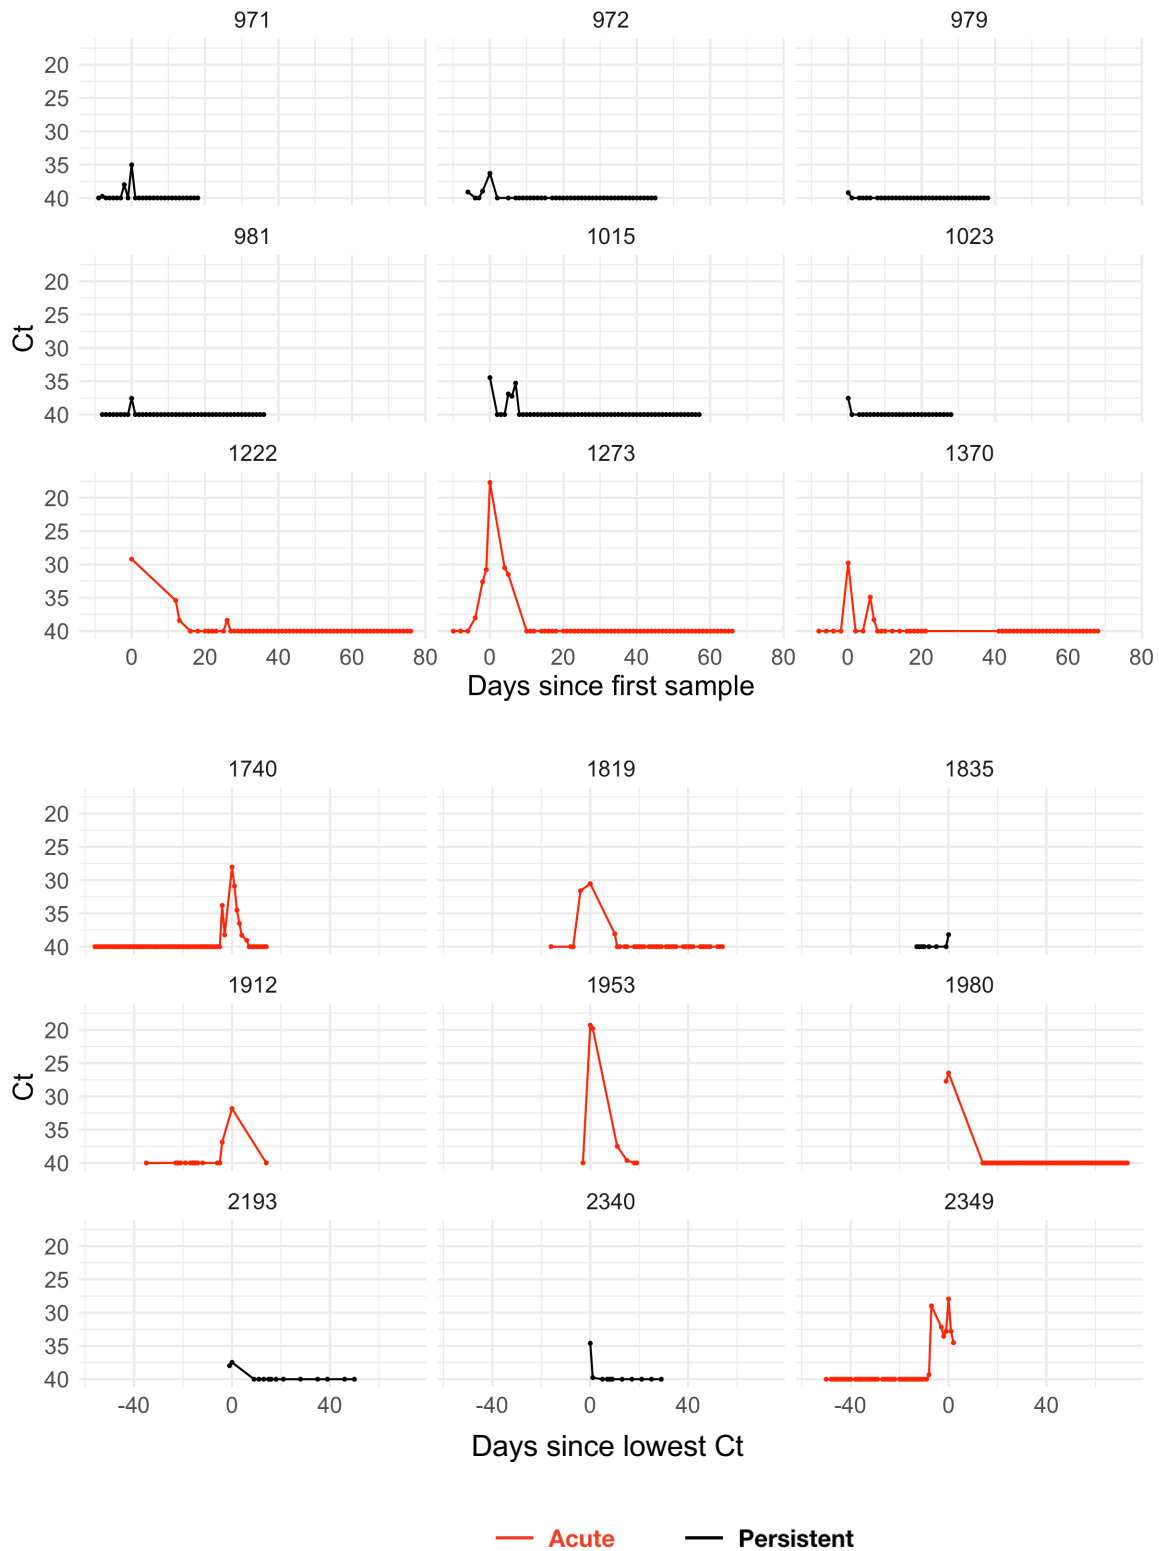 971 972 979
20
25
30
35
40
981 1015 1023
20
25
30
35
40
Ct
1222 1273 1370
20
25
30
35
40
0 20 40 60 80 0 20 40 60 80 0 20 40 60 80
Days since first sample
1740 1819 1835
20
25
30
35
40
1912 1953 1980
20
25
30
35
40
Ct
2193 2340 2349
20
25
30
35
40
-40 0 40 -40 0 40 -40 0 40
Days since lowest Ct
Acute Persistent